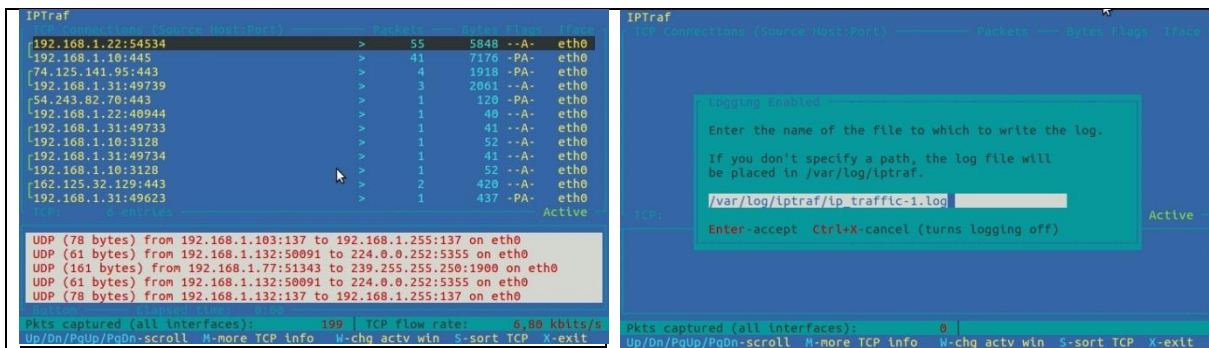 IPTraf
TCP Connections (Source Host:Port) Packets Bytes Flags Iface
192.168.1.22:54534 > 55 5848 --A- eth0
192.168.1.10:445 > 41 7176 -PA- eth0
74.125.141.95:443 > 4 1918 -PA- eth0
192.168.1.31:49739 > 3 2061 --A- eth0
54.243.82.70:443 > 1 120 -PA- eth0
192.168.1.22:40944 > 1 40 --A- eth0
192.168.1.31:49733 > 1 41 --A- eth0
192.168.1.10:3128 > 1 52 --A- eth0
192.168.1.31:49734 > 1 41 --A- eth0
192.168.1.10:3128 > 1 52 --A- eth0
162.125.32.129:443 > 2 420 --A- eth0
192.168.1.31:49623 > 1 437 -PA- eth0
TCP: 6 entries Active
UDP (78 bytes) from 192.168.1.103:137 to 192.168.1.255:137 on eth0
UDP (61 bytes) from 192.168.1.132:50091 to 224.0.0.252:5355 on eth0
UDP (161 bytes) from 192.168.1.77:51343 to 239.255.255.250:1900 on eth0
UDP (61 bytes) from 192.168.1.132:50091 to 224.0.0.252:5355 on eth0
UDP (78 bytes) from 192.168.1.132:137 to 192.168.1.255:137 on eth0
Bottom Elapsed time: 0:00
Pkts captured (all interfaces): 199 TCP flow rate: 6,80 kbits/s
Up/Dn/PgUp/PgDn-scroll M-more TCP info W-chg actv win S-sort TCP X-exit
IPTraf
TCP Connections (Source Host:Port) Packets Bytes Flags Iface
Logging Enabled
Enter the name of the file to which to write the log.
If you don't specify a path, the log file will
be placed in /var/log/iptraf.
/var/log/iptraf/ip_traffic-1.log
Enter-accept Ctrl+X-cancel (turns logging off)
TCP: Active
Pkts captured (all interfaces): 0
Up/Dn/PgUp/PgDn-scroll M-more TCP info W-chg actv win S-sort TCP X-exit